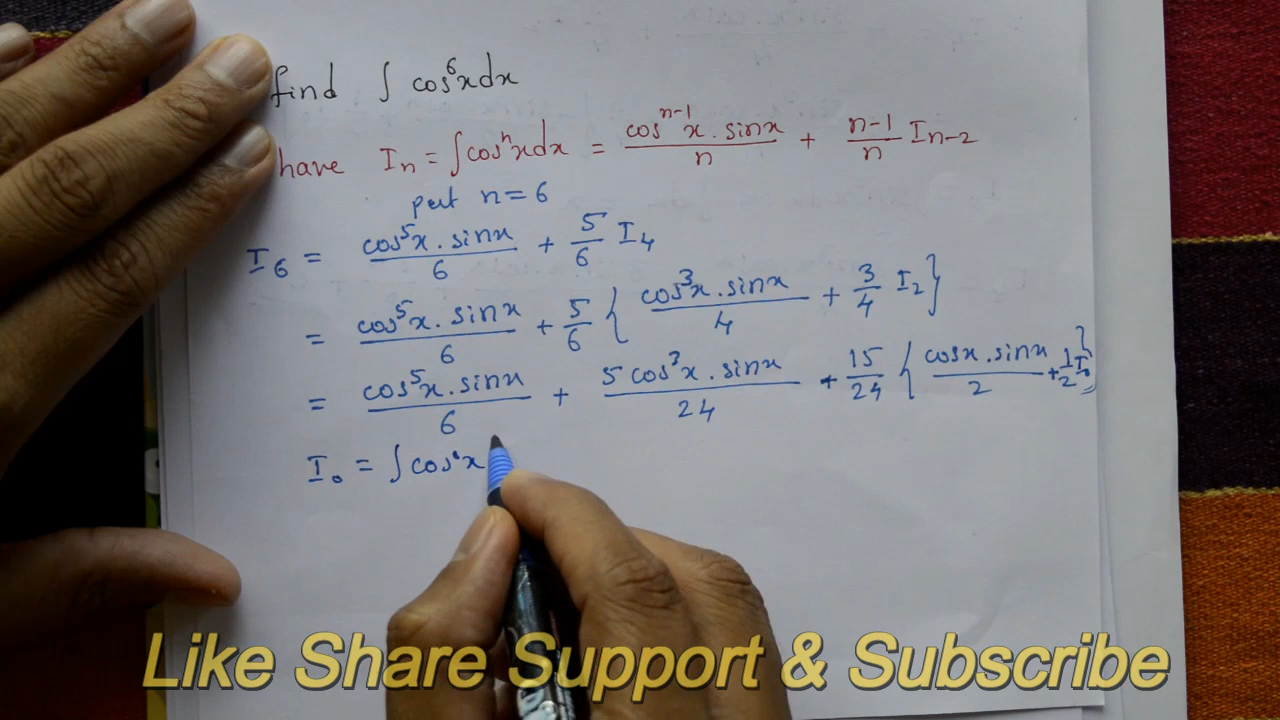 find ∫ cos⁶x dx
have Iₙ = ∫cosⁿx dx = (cosⁿ⁻¹x . sinx)/n + (n-1)/n Iₙ₋₂
put n = 6
I₆ = (cos⁵x . sinx)/6 + 5/6 I₄
= (cos⁵x . sinx)/6 + 5/6 { (cos³x . sinx)/4 + 3/4 I₂ }
= (cos⁵x . sinx)/6 + (5 cos³x . sinx)/24 + 15/24 { (cosx . sinx)/2 + 1/2 I₀ }
I₀ = ∫ cos⁰x
Like Share Support & Subscribe